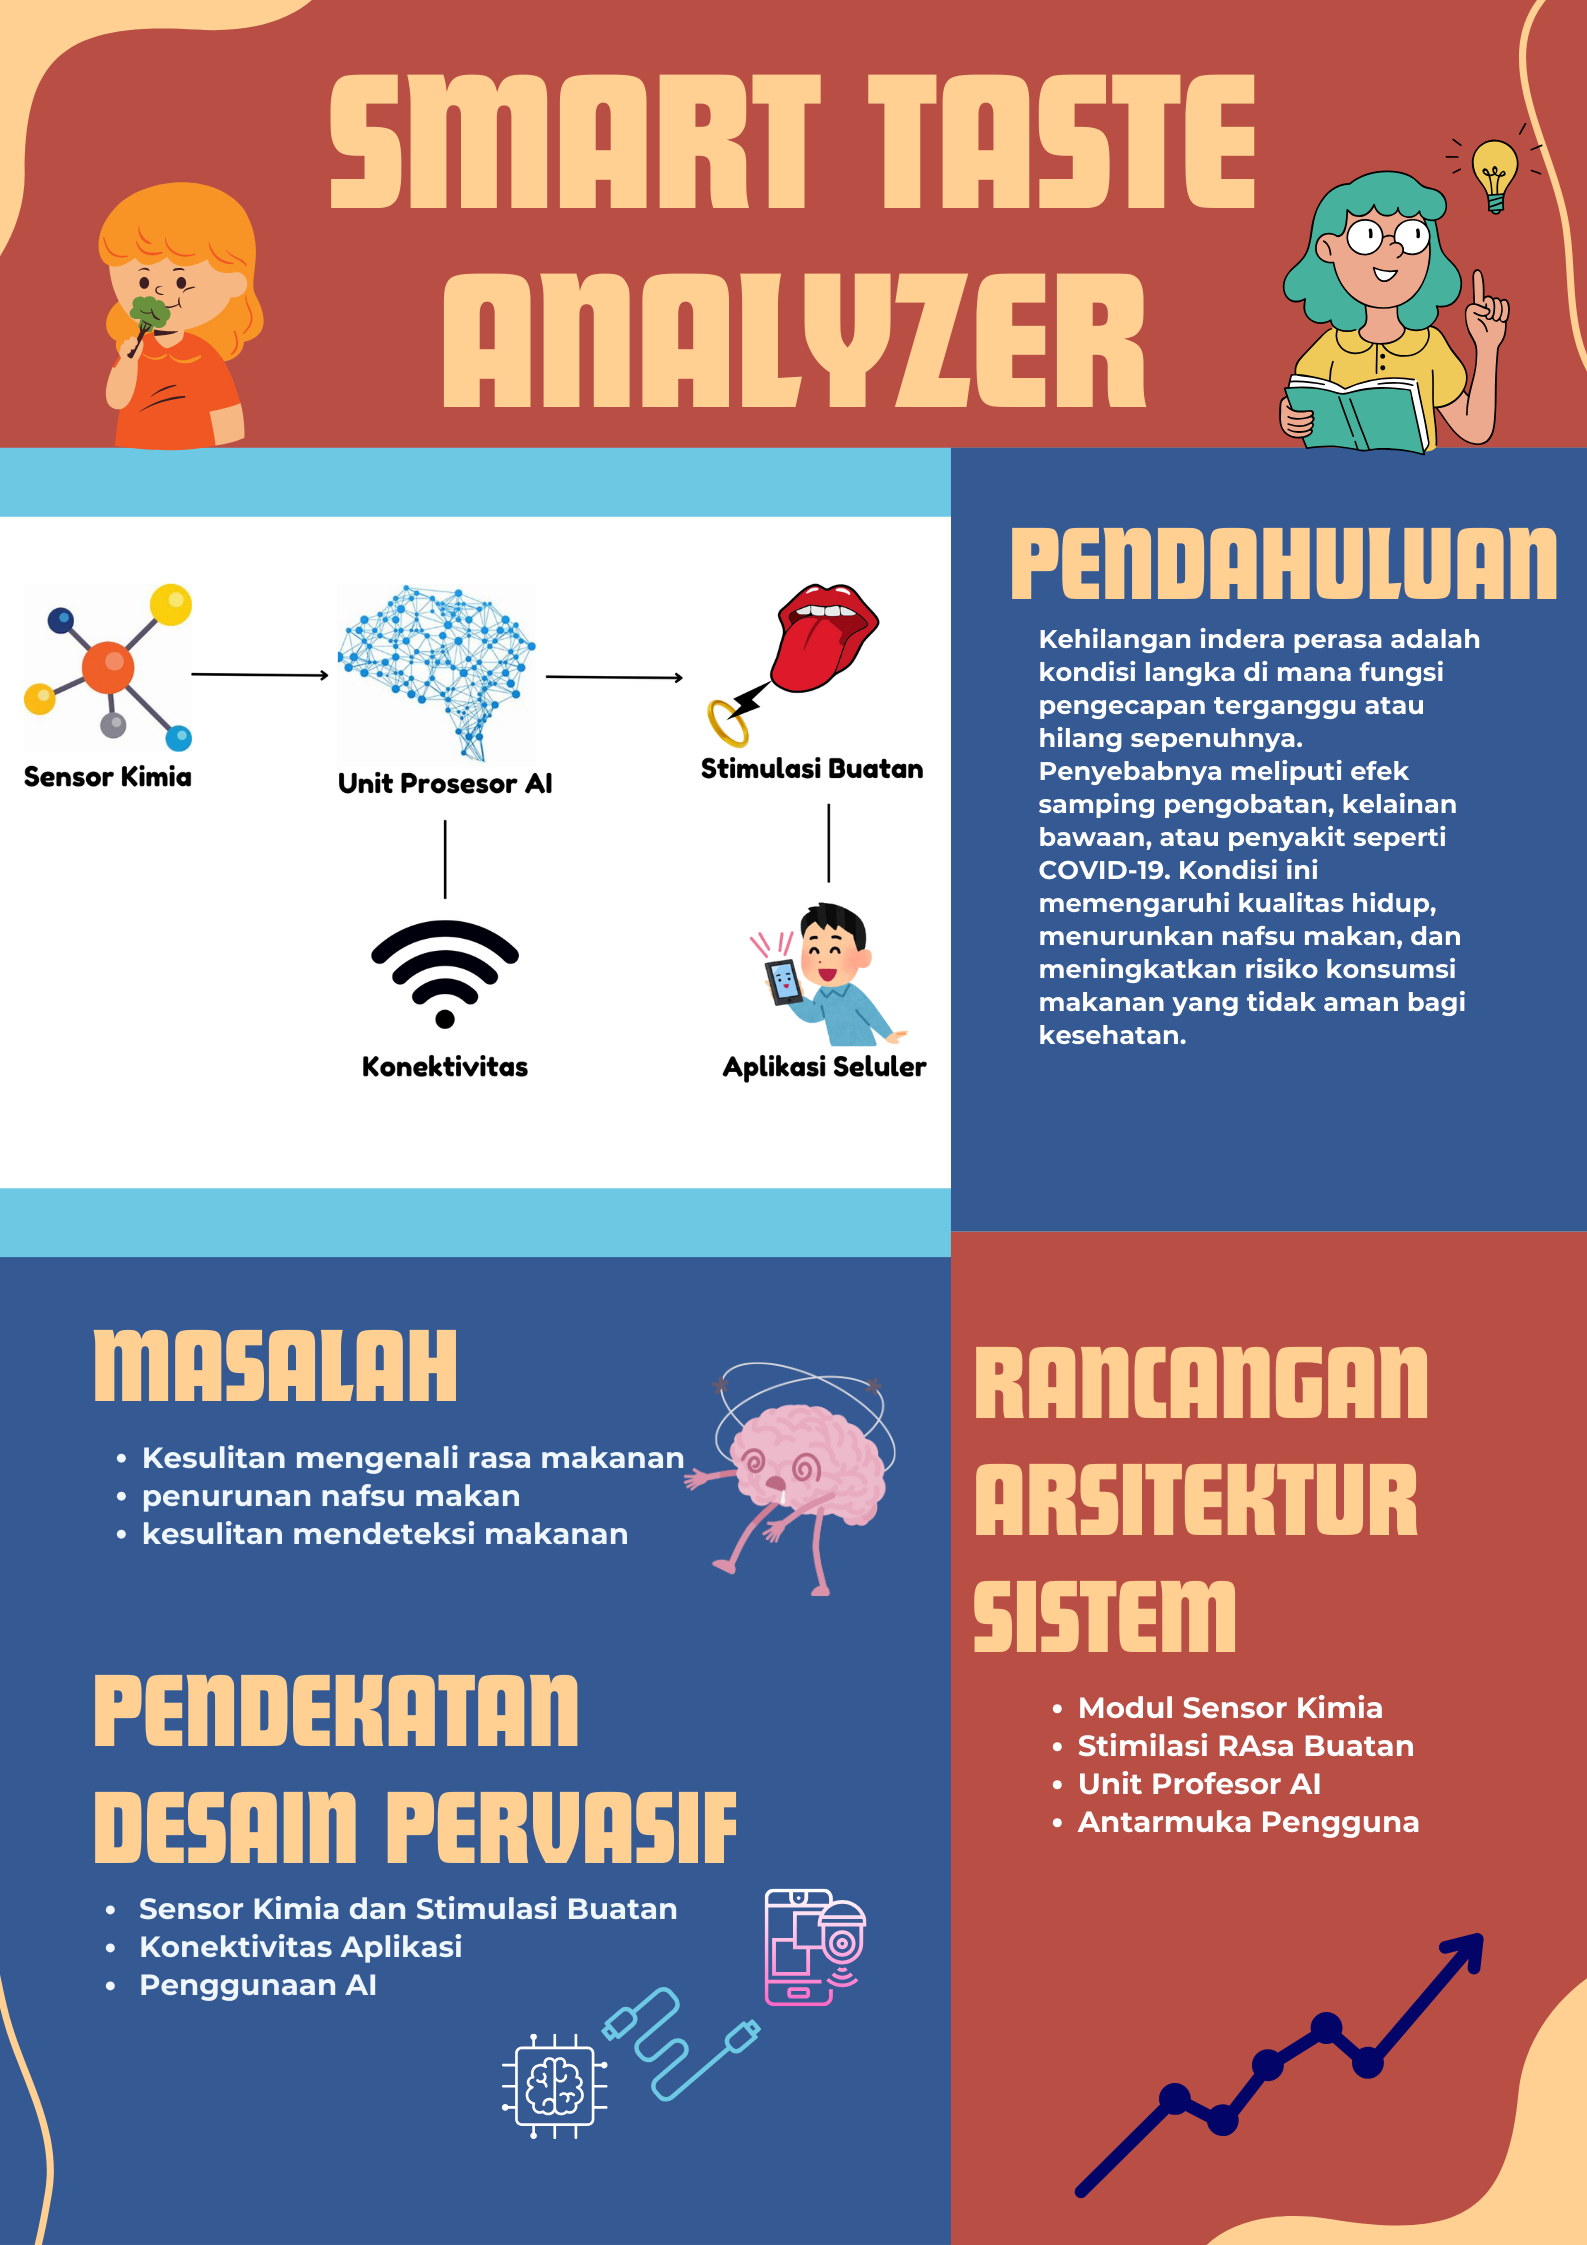 SMART TASTE
ANALYZER
Sensor Kimia
Unit Prosesor AI
Stimulasi Buatan
Konektivitas
Aplikasi Seluler
PENDAHULUAN
Kehilangan indera perasa adalah
kondisi langka di mana fungsi
pengecapan terganggu atau
hilang sepenuhnya.
Penyebabnya meliputi efek
samping pengobatan, kelainan
bawaan, atau penyakit seperti
COVID-19. Kondisi ini
memengaruhi kualitas hidup,
menurunkan nafsu makan, dan
meningkatkan risiko konsumsi
makanan yang tidak aman bagi
kesehatan.
MASALAH
• Kesulitan mengenali rasa makanan
• penurunan nafsu makan
• kesulitan mendeteksi makanan
PENDEKATAN
DESAIN PERVASIF
• Sensor Kimia dan Stimulasi Buatan
• Konektivitas Aplikasi
• Penggunaan AI
RANCANGAN
ARSITEKTUR
SISTEM
• Modul Sensor Kimia
• Stimilasi RAsa Buatan
• Unit Profesor AI
• Antarmuka Pengguna